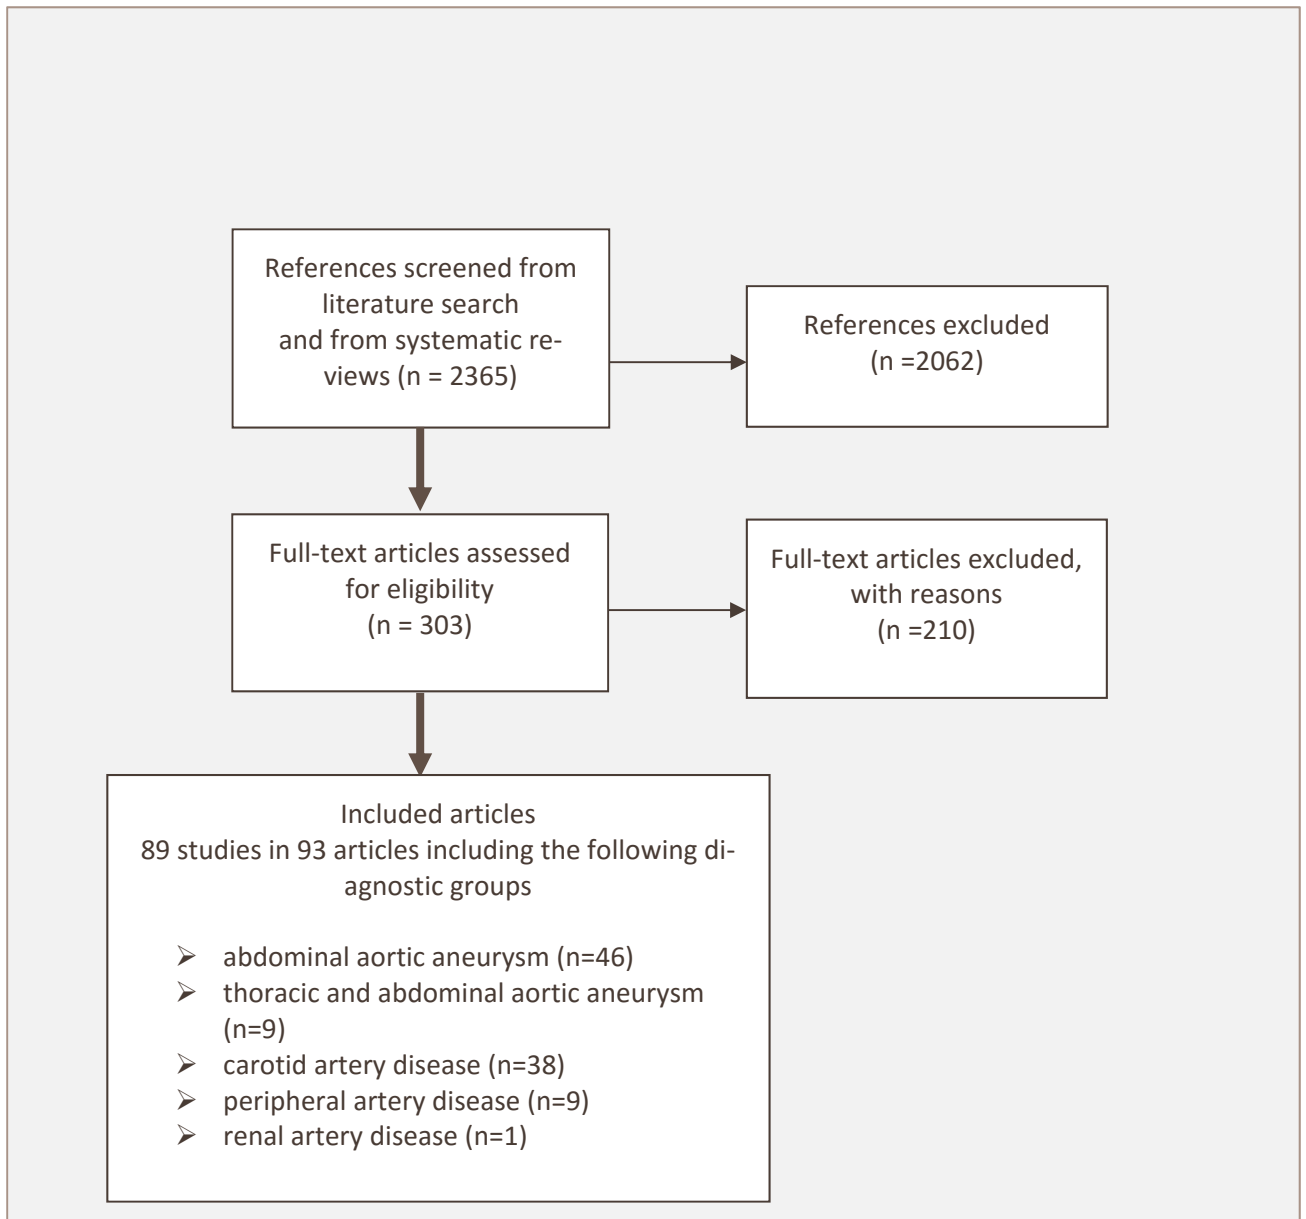 References screened from
literature search
and from systematic re-
views (n = 2365)
References excluded
(n =2062)
Full-text articles assessed
for eligibility
(n = 303)
Full-text articles excluded,
with reasons
(n =210)
Included articles
89 studies in 93 articles including the following di-
agnostic groups
➢ abdominal aortic aneurysm (n=46)
➢ thoracic and abdominal aortic aneurysm
(n=9)
➢ carotid artery disease (n=38)
➢ peripheral artery disease (n=9)
➢ renal artery disease (n=1)